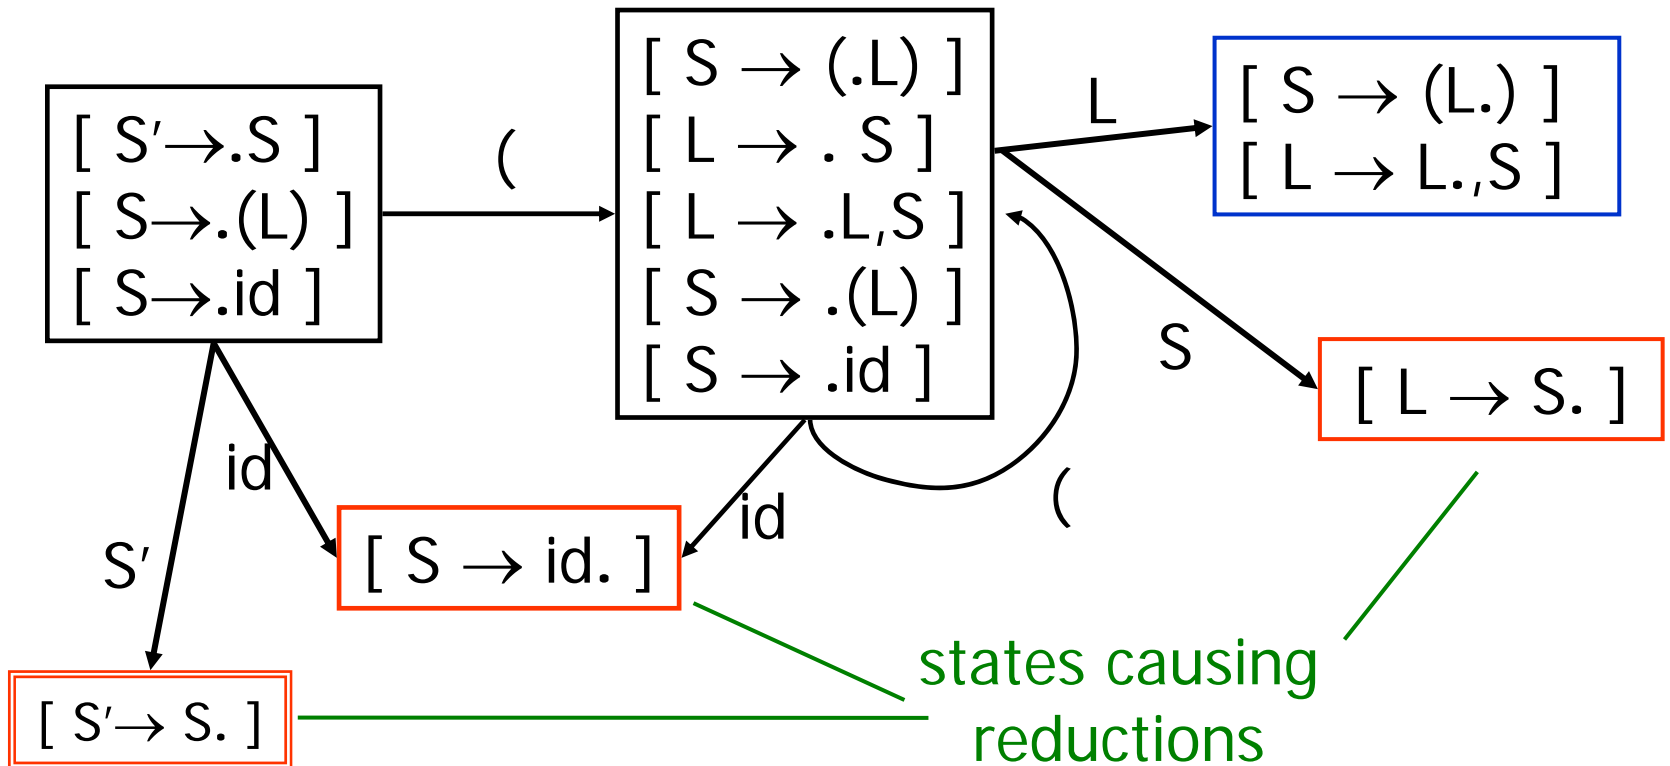 [ S′→.S ]
[ S→.(L) ]
[ S→.id ]
(
[ S → (.L) ]
[ L → . S ]
[ L → .L,S ]
[ S → .(L) ]
[ S → .id ]
L
[ S → (L.) ]
[ L → L.,S ]
S
[ L → S. ]
(
id
id
S′
[ S → id. ]
[ S′→ S. ]
states causing
reductions